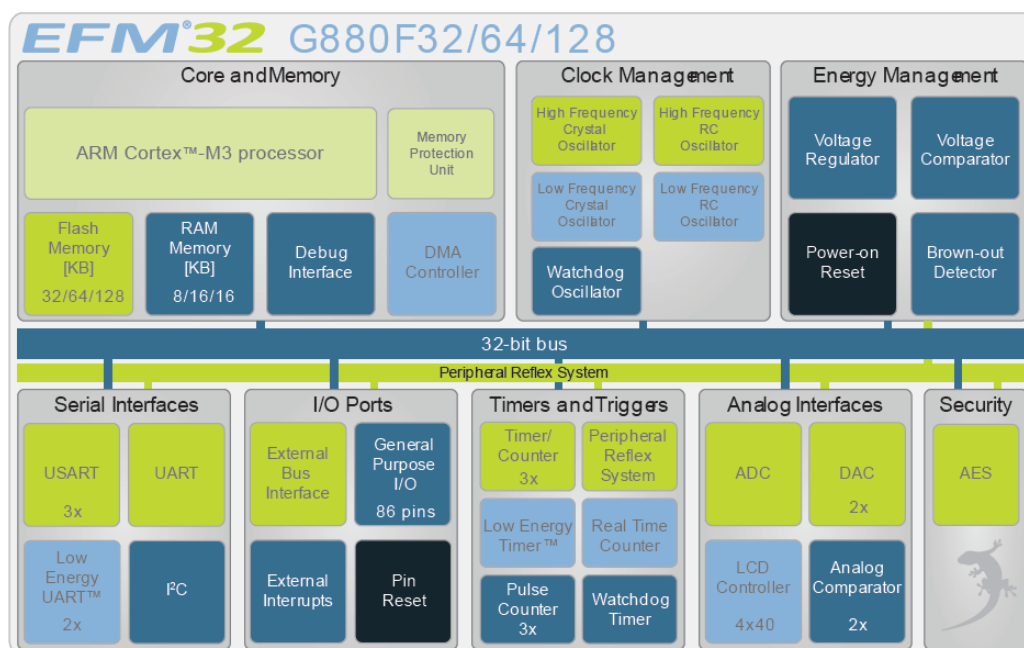 EFM®32 G880F32/64/128
Core and Memory
ARM Cortex™-M3 processor
Memory
Protection
Unit
Flash
Memory
[KB]
32/64/128
RAM
Memory
[KB]
8/16/16
Debug
Interface
DMA
Controller
Clock Management
High Frequency
Crystal
Oscillator
High Frequency
RC
Oscillator
Low Frequency
Crystal
Oscillator
Low Frequency
RC
Oscillator
Watchdog
Oscillator
Energy Management
Voltage
Regulator
Voltage
Comparator
Power-on
Reset
Brown-out
Detector
32-bit bus
Peripheral Reflex System
Serial Interfaces
USART
3x
UART
Low
Energy
UART™
2x
I²C
I/O Ports
External
Bus
Interface
General
Purpose
I/O
86 pins
External
Interrupts
Pin
Reset
Timers and Triggers
Timer/
Counter
3x
Peripheral
Reflex
System
Low Energy
Timer™
Real Time
Counter
Pulse
Counter
3x
Watchdog
Timer
Analog Interfaces
ADC
DAC
2x
LCD
Controller
4x40
Analog
Comparator
2x
Security
AES